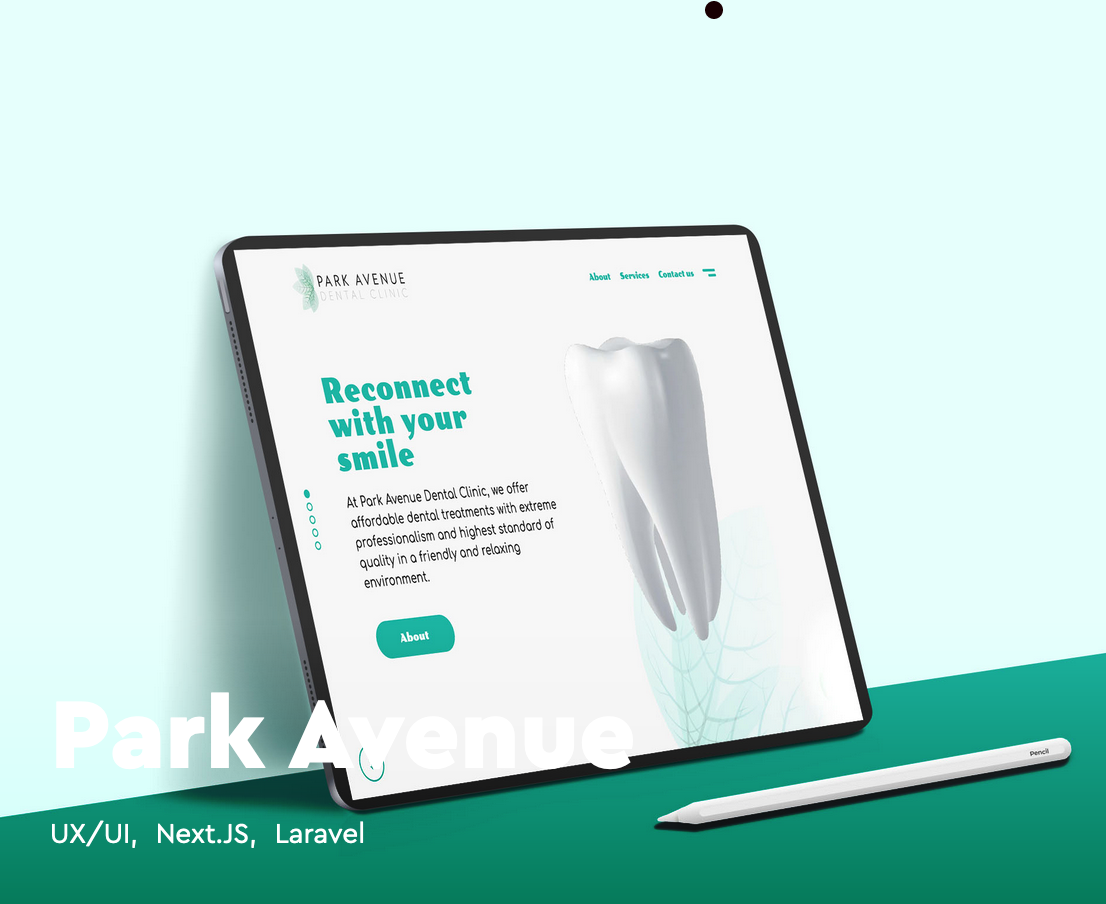 PARK AVENUE
DENTAL CLINIC
About Services Contact us
Reconnect
with your
smile
At Park Avenue Dental Clinic, we offer
affordable dental treatments with extreme
professionalism and highest standard of
quality in a friendly and relaxing
environment.
About
Park Avenue
Pencil
UX/UI, Next.JS, Laravel